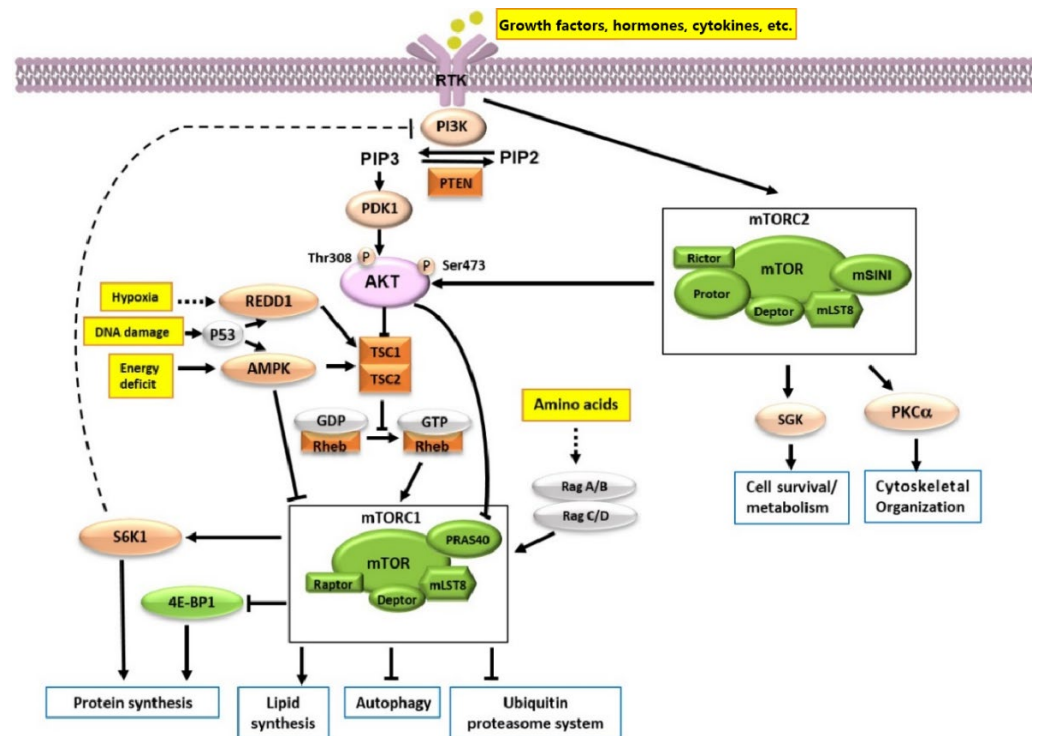 Growth factors, hormones, cytokines, etc.
RTK
PI3K
PIP3
PIP2
PTEN
PDK1
mTORC2
Thr308
P
P
Ser473
AKT
Rictor
mTOR
mSINI
Protor
Deptor
mLST8
Hypoxia
REDD1
DNA damage
P53
TSC1
Energy
deficit
AMPK
TSC2
Amino acids
GDP
GTP
Rheb
Rheb
SGK
PKCα
Rag A/B
Cell survival/
metabolism
Cytoskeletal
Organization
Rag C/D
mTORC1
S6K1
PRAS40
mTOR
Raptor
mLST8
Deptor
4E-BP1
Protein synthesis
Lipid
synthesis
Autophagy
Ubiquitin
proteasome system